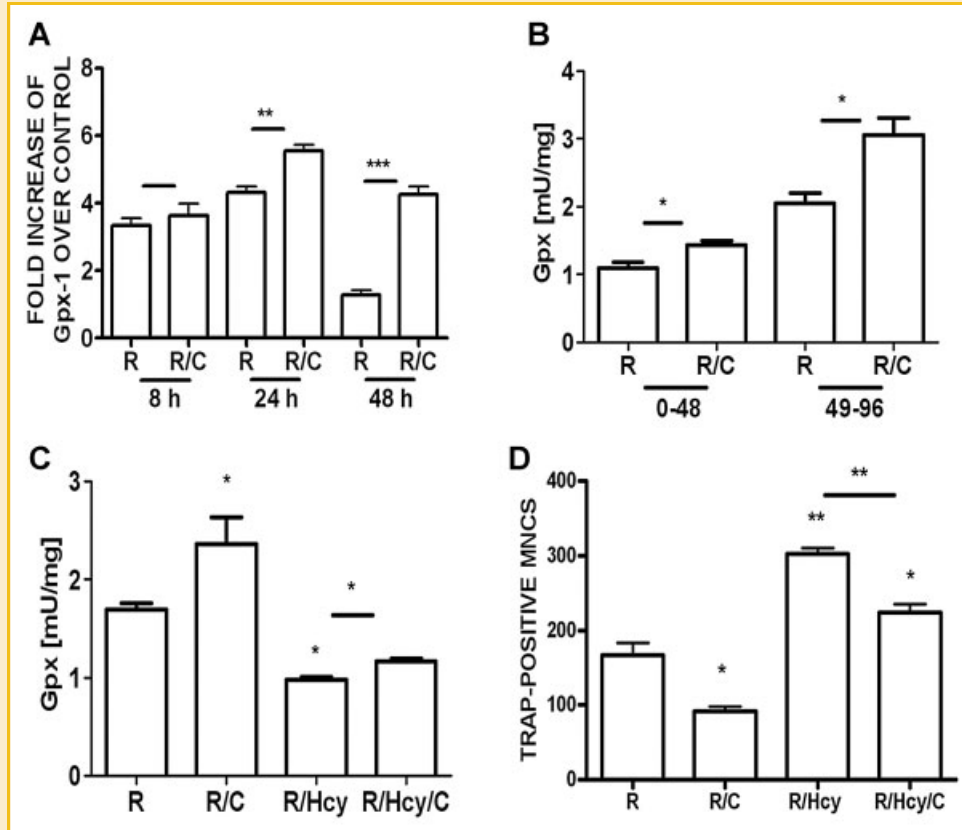 A
FOLD INCREASE OF
Gpx-1 OVER CONTROL
8
6
4
2
0
**
***
R R/C R R/C R R/C
8 h 24 h 48 h
B
Gpx [mU/mg]
4
3
2
1
0
*
*
R R/C R R/C
0-48 49-96
C
Gpx [mU/mg]
3
2
1
0
*
*
*
R R/C R/Hcy R/Hcy/C
D
TRAP-POSITIVE MNCS
400
300
200
100
0
**
**
*
*
R R/C R/Hcy R/Hcy/C